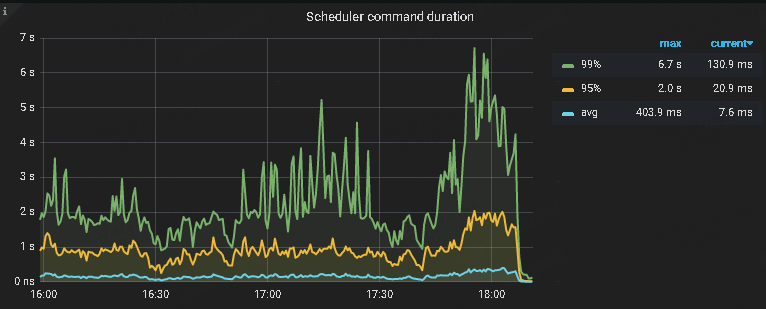 i
Scheduler command duration
7 s
6 s
5 s
4 s
3 s
2 s
1 s
0 ns
16:00 16:30 17:00 17:30 18:00
max current
99% 6.7 s 130.9 ms
95% 2.0 s 20.9 ms
avg 403.9 ms 7.6 ms